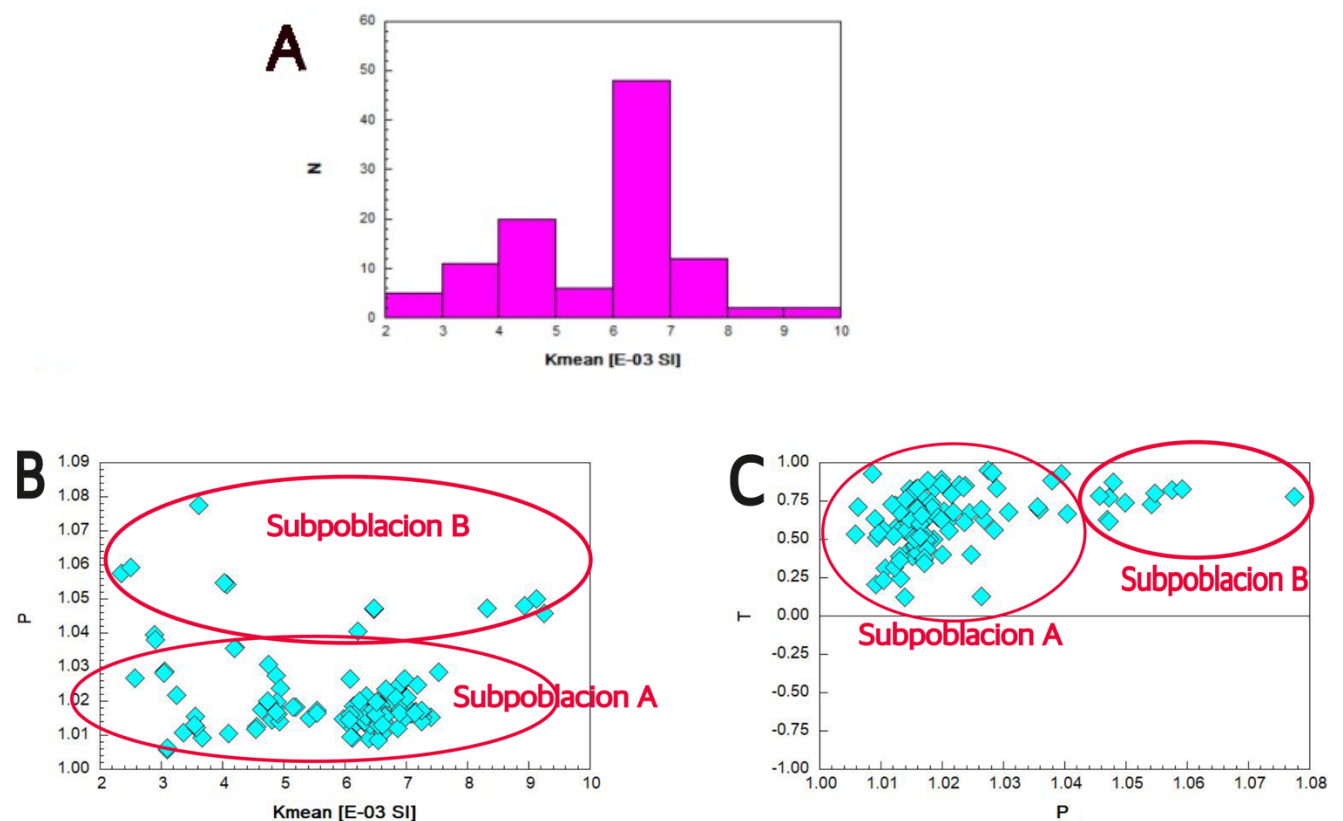 A
60
50
40
30
20
10
0
N
2 3 4 5 6 7 8 9 10
Kmean [E-03 SI]
B
1.09
1.08
1.07
1.06
1.05
1.04
1.03
1.02
1.01
1.00
P
Subpoblacion B
Subpoblacion A
2 3 4 5 6 7 8 9 10
Kmean [E-03 SI]
C
1.00
0.75
0.50
0.25
0.00
-0.25
-0.50
-0.75
-1.00
T
Subpoblacion B
Subpoblacion A
1.00 1.01 1.02 1.03 1.04 1.05 1.06 1.07 1.08
P